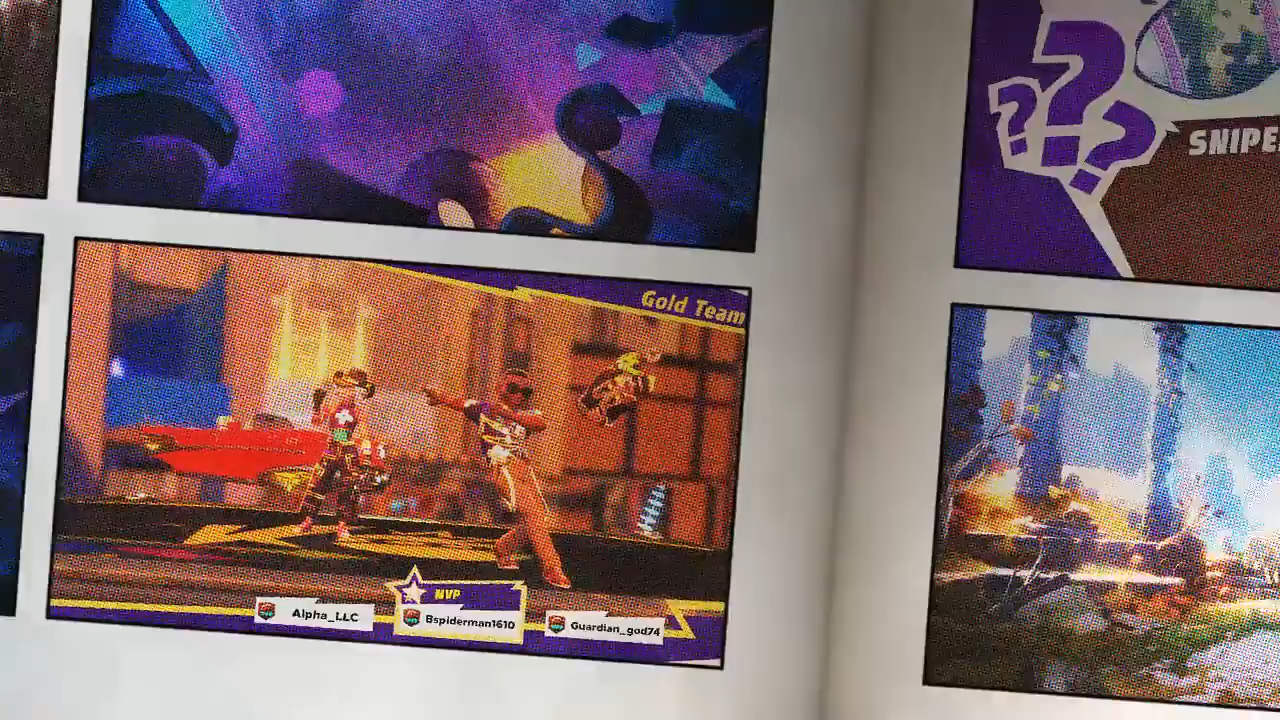 ???
SNIPE
Gold Team
MVP
Alpha_LLC
Bspiderman1610
Guardian_god74